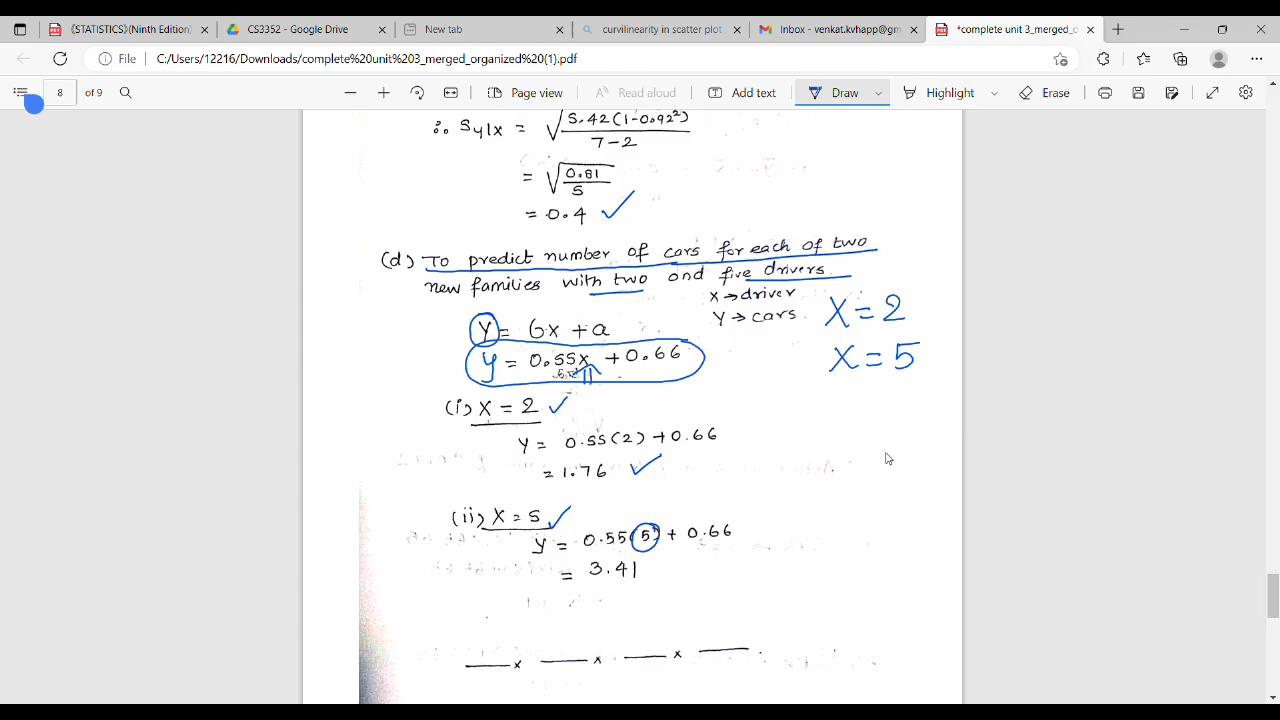 《STATISTICS》(Ninth Edition)
CS3352 - Google Drive
New tab
curvilinearity in scatter plot
Inbox - venkat.kvhapp@gm
*complete unit 3_merged_o
File C:/Users/12216/Downloads/complete%20unit%203_merged_organized%20(1).pdf
8 of 9 Page view Read aloud Add text Draw Highlight Erase
∴ Sy|x = √5.42(1-0.92²)
7-2
= √0.81
5
= 0.4 ✓
(d) To predict number of cars for each of two
new families with two and five drivers.
X→driver
Y→cars
X=2
X=5
Y = bx + a
y = 0.55x + 0.66
(i) X = 2 ✓
Y = 0.55(2) + 0.66
= 1.76 ✓
(ii) X = 5 ✓
Y = 0.55(5) + 0.66
= 3.41
——x ——x ——x ——.